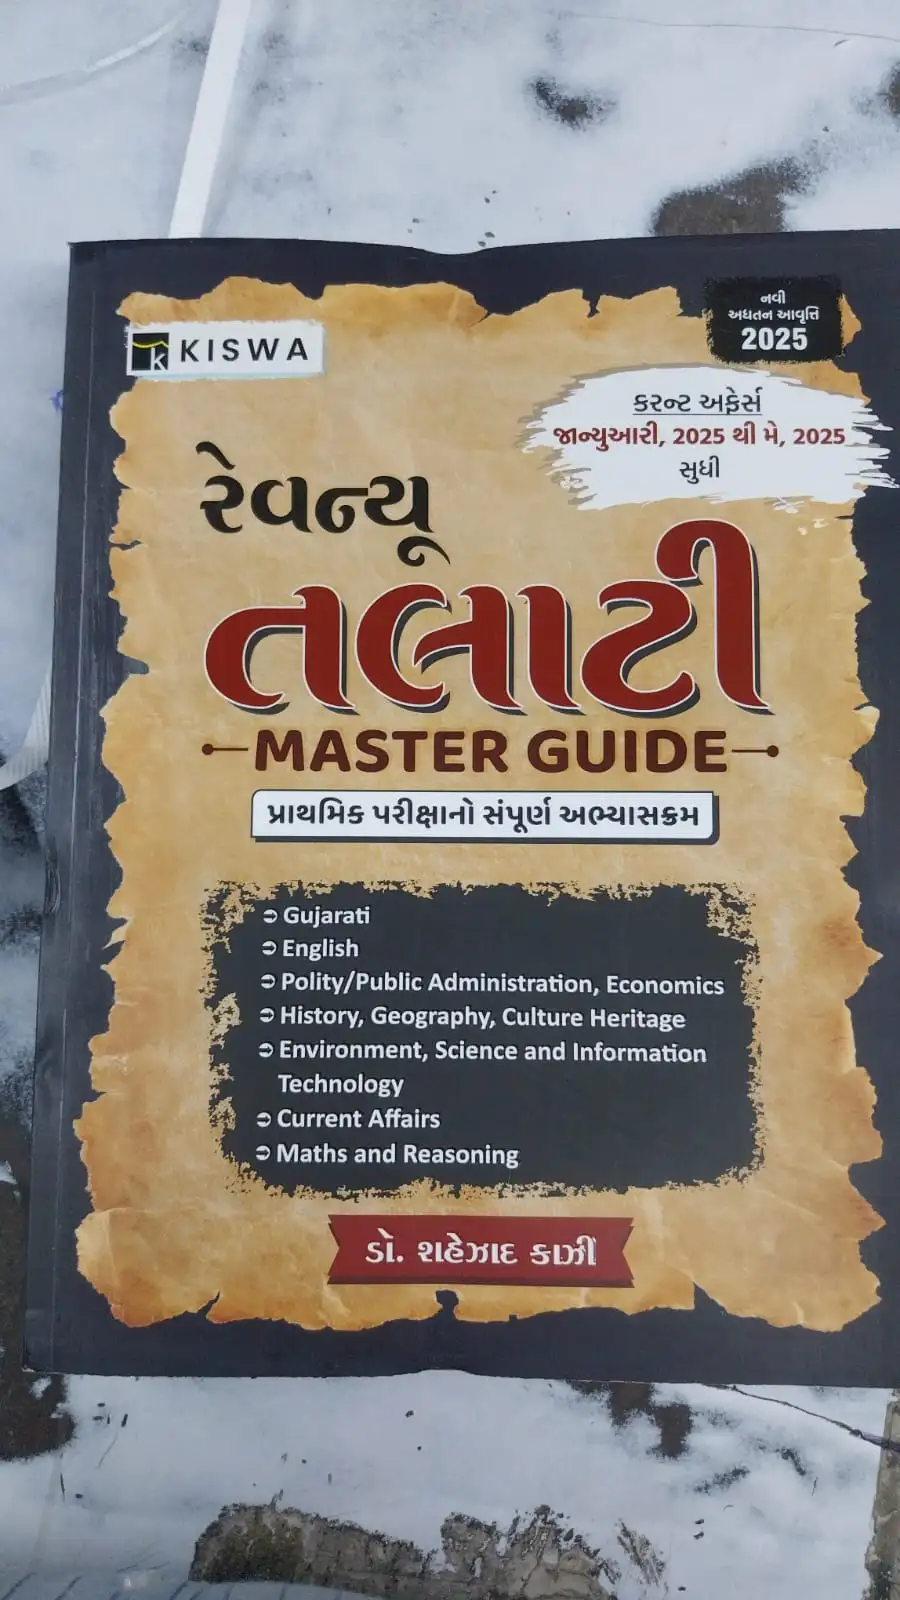 KISWA
નવી
અદ્યતન આવૃત્તિ
2025
કરન્ટ અફેર્સ
જાન્યુઆરી, 2025 થી મે, 2025
સુધી
રેવન્યૂ
તલાટી
MASTER GUIDE
પ્રાથમિક પરીક્ષાનો સંપૂર્ણ અભ્યાસક્રમ
➲ Gujarati
➲ English
➲ Polity/Public Administration, Economics
➲ History, Geography, Culture Heritage
➲ Environment, Science and Information
Technology
➲ Current Affairs
➲ Maths and Reasoning
ડૉ. શહેઝાદ કાઝી